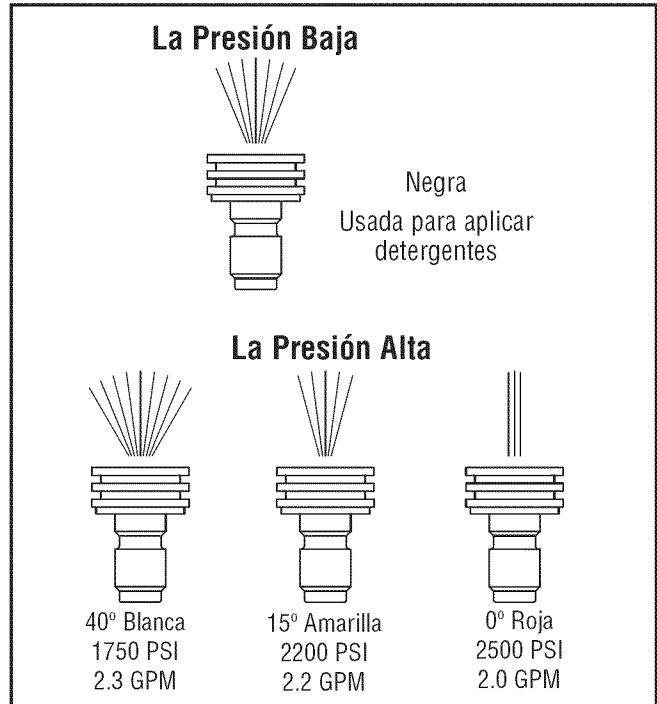 La Presión Baja
Negra
Usada para aplicar
detergentes
La Presión Alta
40º Blanca
1750 PSI
2.3 GPM
15º Amarilla
2200 PSI
2.2 GPM
0º Roja
2500 PSI
2.0 GPM